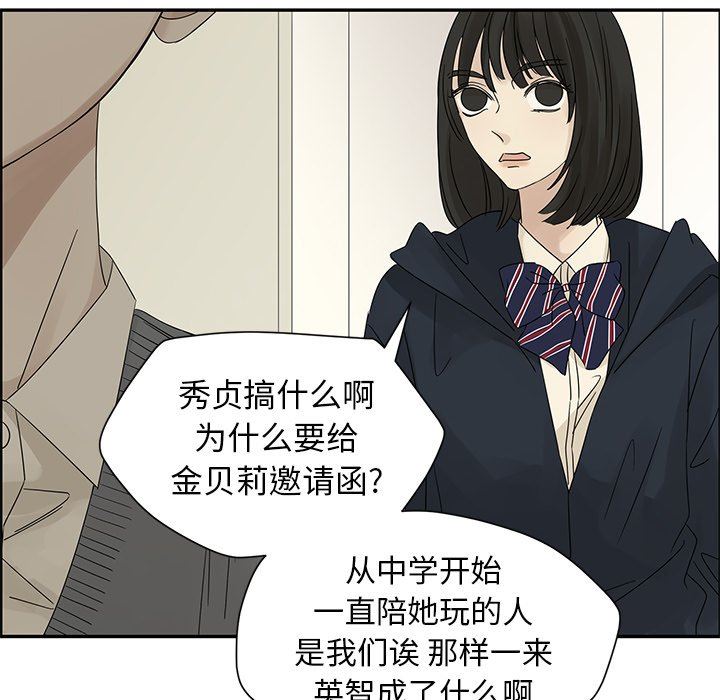 秀贞搞什么啊
为什么要给
金贝莉邀请函?
从中学开始
一直陪她玩的人
是我们诶 那样一来
英智成了什么啊